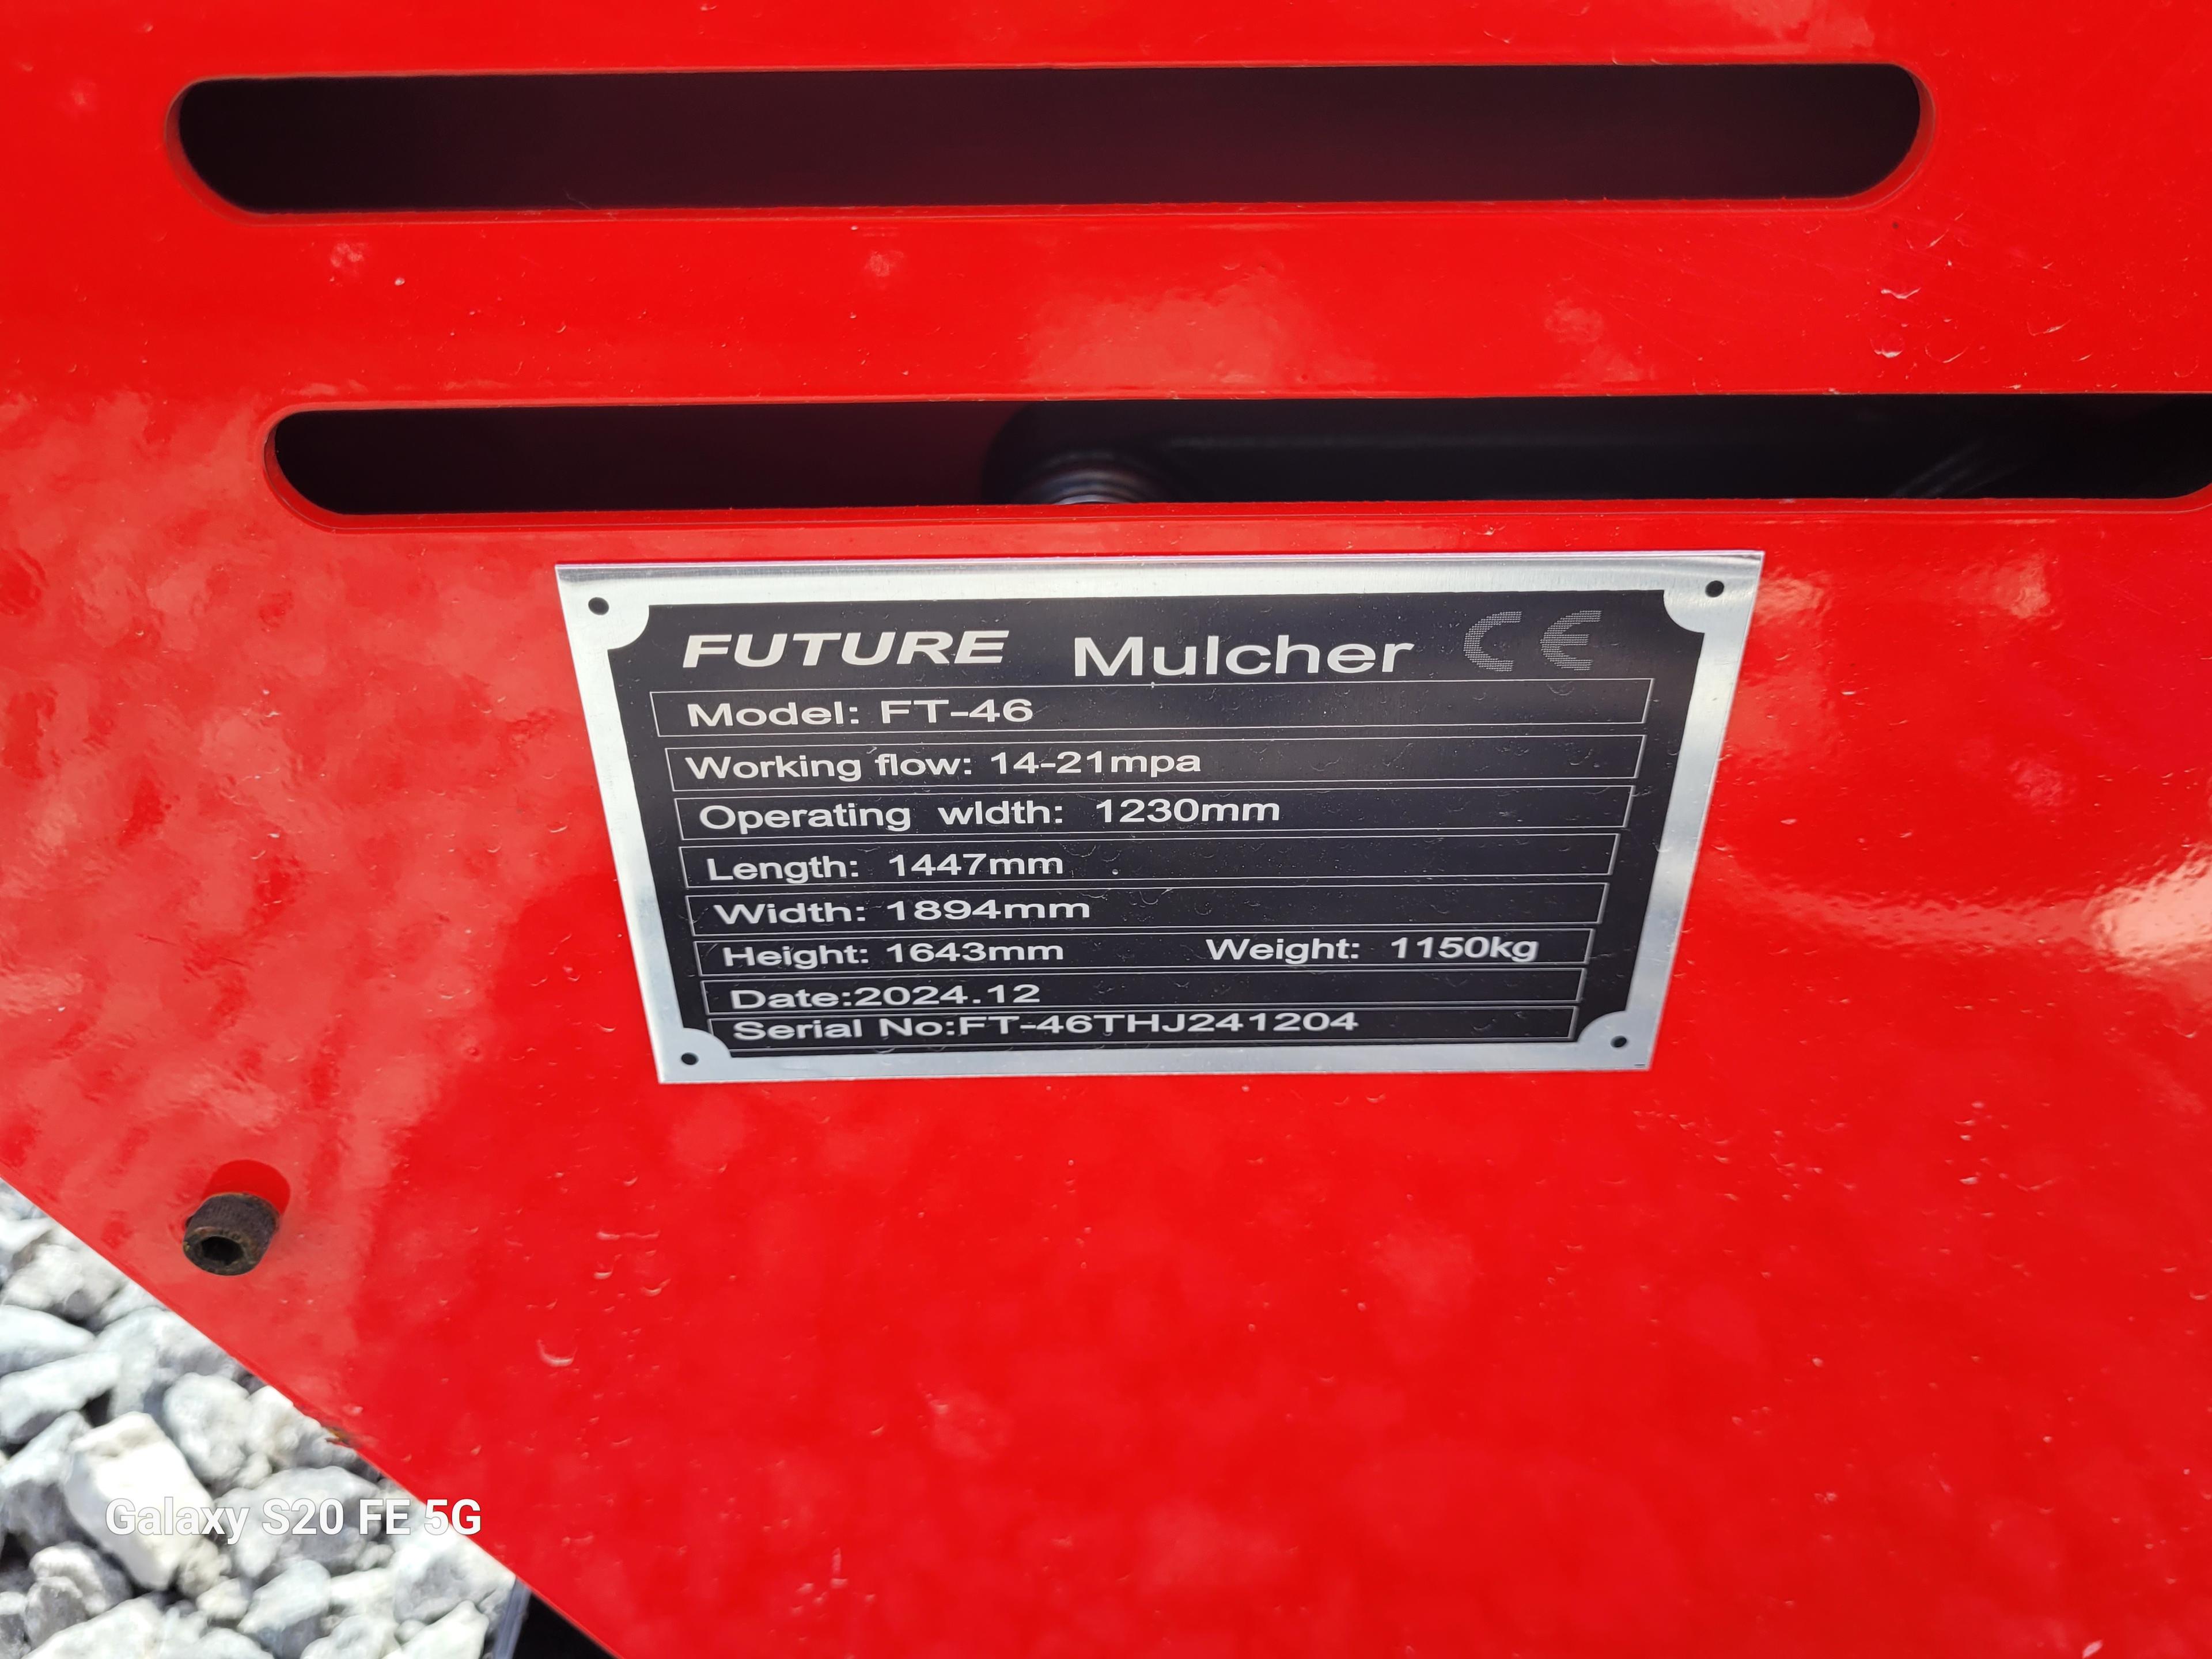 FUTURE Mulcher CE
Model: FT-46
Working flow: 14-21mpa
Operating wldth: 1230mm
Length: 1447mm
Width: 1894mm
Height: 1643mm Weight: 1150kg
Date:2024.12
Serial No:FT-46THJ241204
Galaxy S20 FE 5G